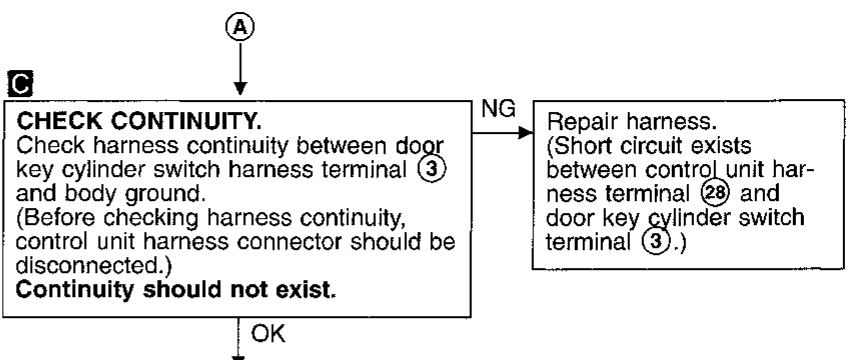 Ⓐ
C
CHECK CONTINUITY.
Check harness continuity between door
key cylinder switch harness terminal ③
and body ground.
(Before checking harness continuity,
control unit harness connector should be
disconnected.)
Continuity should not exist.
NG
Repair harness.
(Short circuit exists
between control unit har-
ness terminal ㉘ and
door key cylinder switch
terminal ③.)
OK